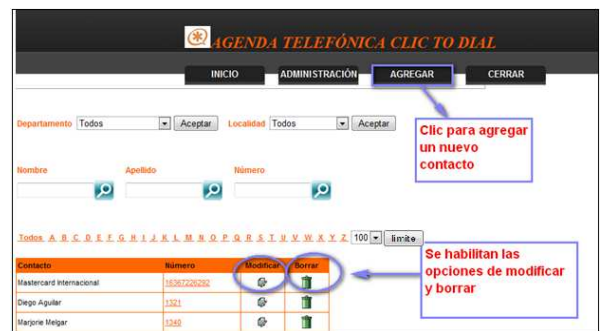 AGENDA TELEFÓNICA CLIC TO DIAL
INICIO ADMINISTRACIÓN AGREGAR CERRAR
Departamento Todos Aceptar Localidad Todos Aceptar
Clic para agregar
un nuevo
contacto
Nombre Apellido Número
Todos A B C D E F G H I J K L M N O P Q R S T U V W X Y Z 100 limite
Se habilitan las
opciones de modificar
y borrar
Contacto Número Modificar Borrar
Mastercard Internacional 16367220292
Diego Aguilar 1321
Marjorie Melgar 1340